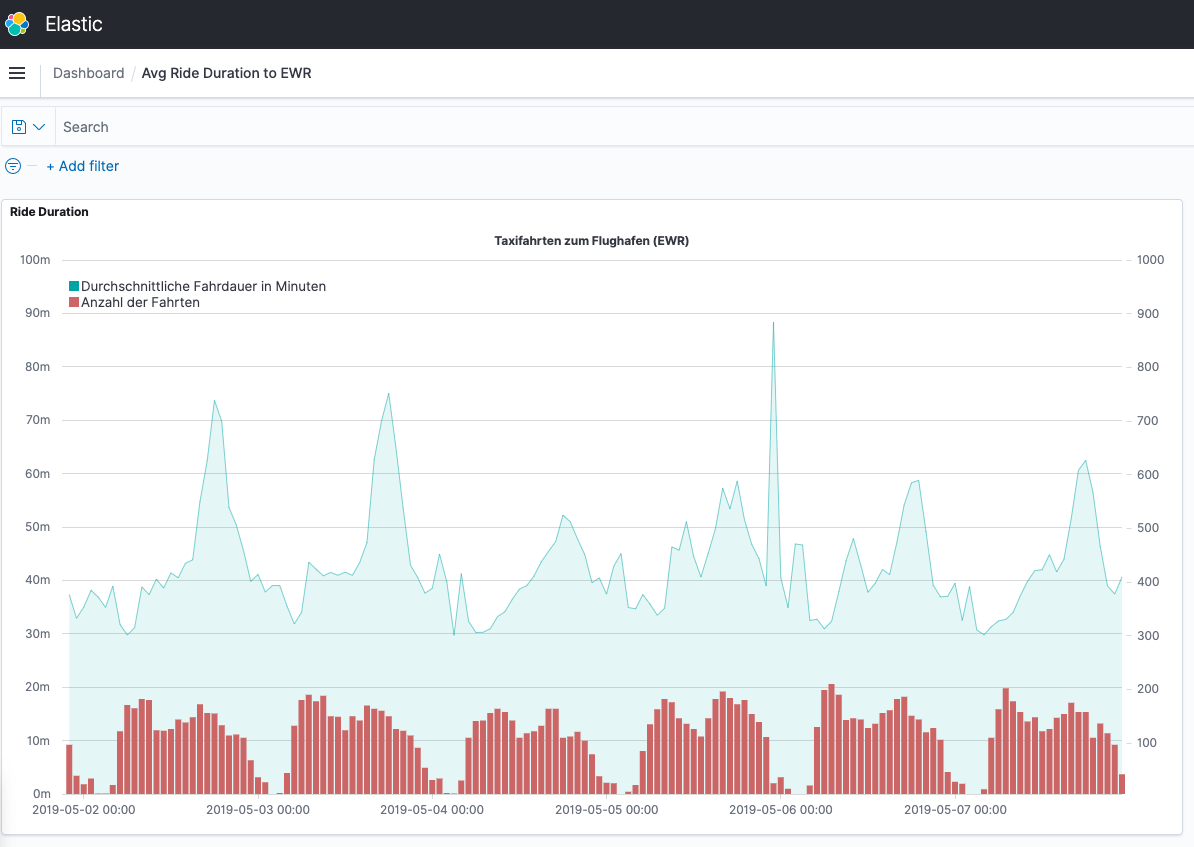 Elastic
Dashboard / Avg Ride Duration to EWR
Search
+ Add filter
Ride Duration
Taxifahrten zum Flughafen (EWR)
Durchschnittliche Fahrdauer in Minuten
Anzahl der Fahrten
100m
90m
80m
70m
60m
50m
40m
30m
20m
10m
0m
1000
900
800
700
600
500
400
300
200
100
2019-05-02 00:00
2019-05-03 00:00
2019-05-04 00:00
2019-05-05 00:00
2019-05-06 00:00
2019-05-07 00:00